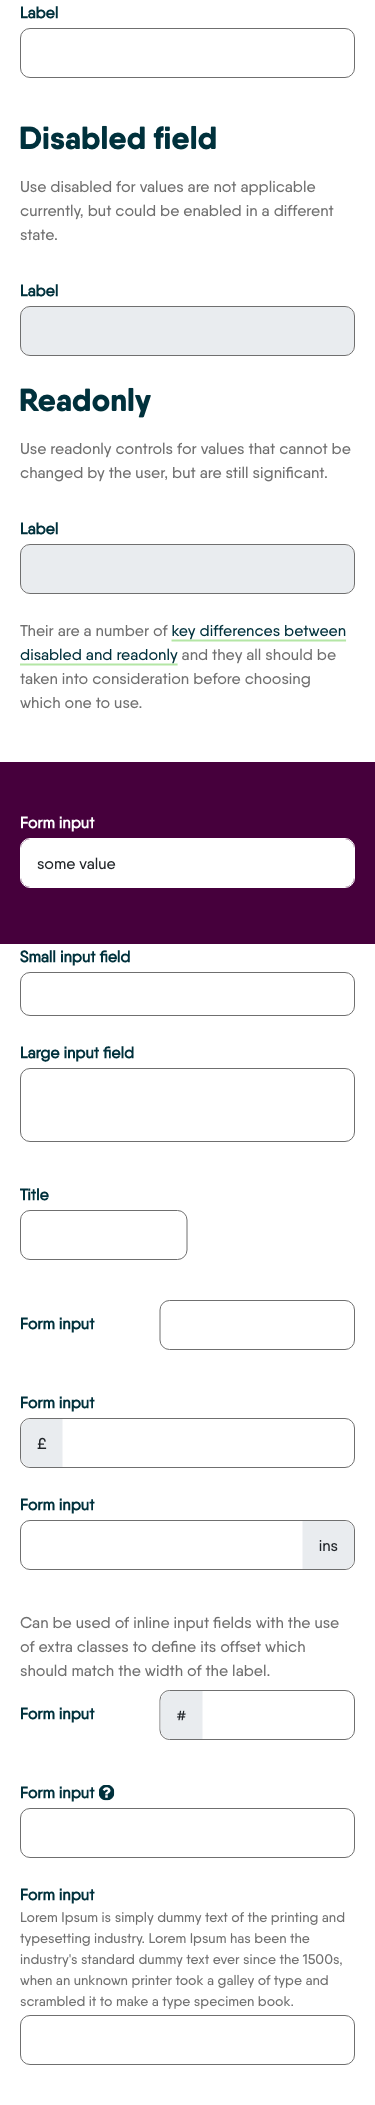 Label
Disabled field
Use disabled for values are not applicable
currently, but could be enabled in a different
state.
Label
Readonly
Use readonly controls for values that cannot be
changed by the user, but are still significant.
Label
Their are a number of key differences between
disabled and readonly and they all should be
taken into consideration before choosing
which one to use.
Form input
some value
Small input field
Large input field
Title
Form input
Form input
£
Form input
ins
Can be used of inline input fields with the use
of extra classes to define its offset which
should match the width of the label.
Form input #
Form input ?
Form input
Lorem Ipsum is simply dummy text of the printing and
typesetting industry. Lorem Ipsum has been the
industry's standard dummy text ever since the 1500s,
when an unknown printer took a galley of type and
scrambled it to make a type specimen book.